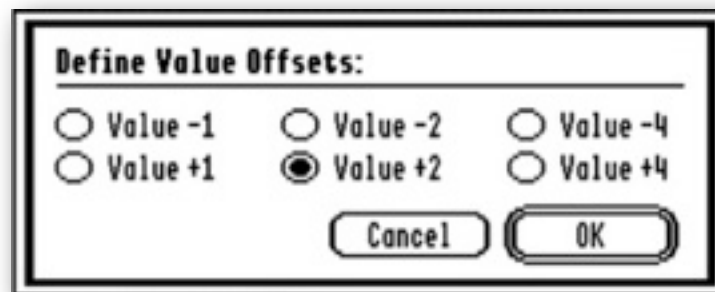 Define Value Offsets:
Value -1 Value -2 Value -4
Value +1 Value +2 Value +4
Cancel OK